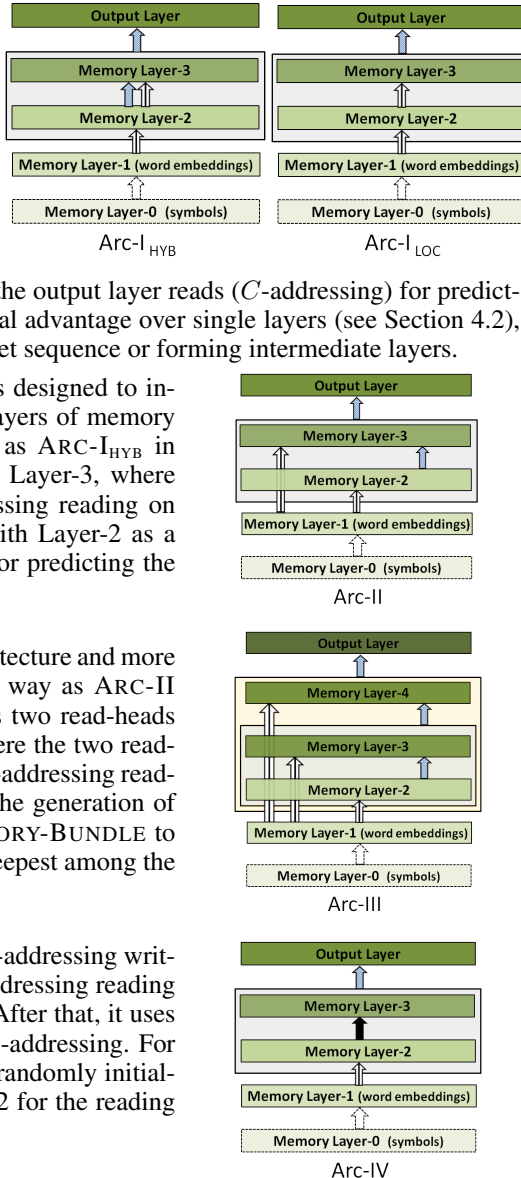 Output Layer
Memory Layer-3
Memory Layer-2
Memory Layer-1 (word embeddings)
Memory Layer-0 (symbols)
Arc-I HYB
Output Layer
Memory Layer-3
Memory Layer-2
Memory Layer-1 (word embeddings)
Memory Layer-0 (symbols)
Arc-I LOC
the output layer reads (C-addressing) for predict-
al advantage over single layers (see Section 4.2),
et sequence or forming intermediate layers.
s designed to in-
ayers of memory
as ARC-IHYB in
Layer-3, where
ssing reading on
ith Layer-2 as a
or predicting the
Output Layer
Memory Layer-3
Memory Layer-2
Memory Layer-1 (word embeddings)
Memory Layer-0 (symbols)
Arc-II
tecture and more
way as ARC-II
s two read-heads
ere the two read-
-addressing read-
he generation of
ORY-BUNDLE to
eepest among the
Output Layer
Memory Layer-4
Memory Layer-3
Memory Layer-2
Memory Layer-1 (word embeddings)
Memory Layer-0 (symbols)
Arc-III
-addressing writ-
dressing reading
After that, it uses
-addressing. For
randomly initial-
2 for the reading
Output Layer
Memory Layer-3
Memory Layer-2
Memory Layer-1 (word embeddings)
Memory Layer-0 (symbols)
Arc-IV